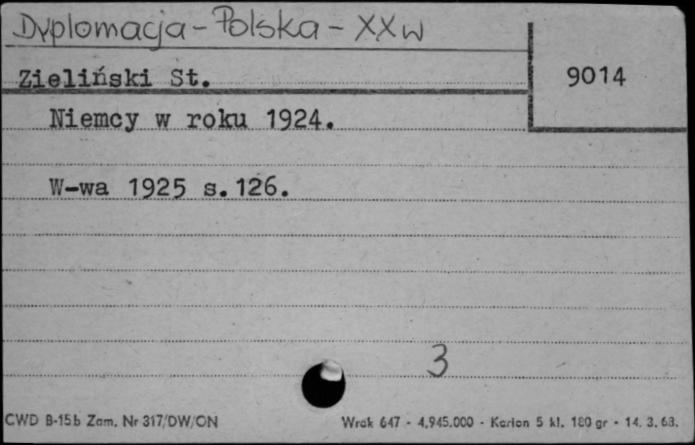 Dyplomacja - Polska - XX w
Zieliński St.
9014
Niemcy w roku 1924.
W-wa 1925 s.126.
3
CWD B-15b Zam. Nr 317/DW/ON
Wrak 647 - 4.945.000 - Karton 5 kl. 180 gr - 14. 3. 63.